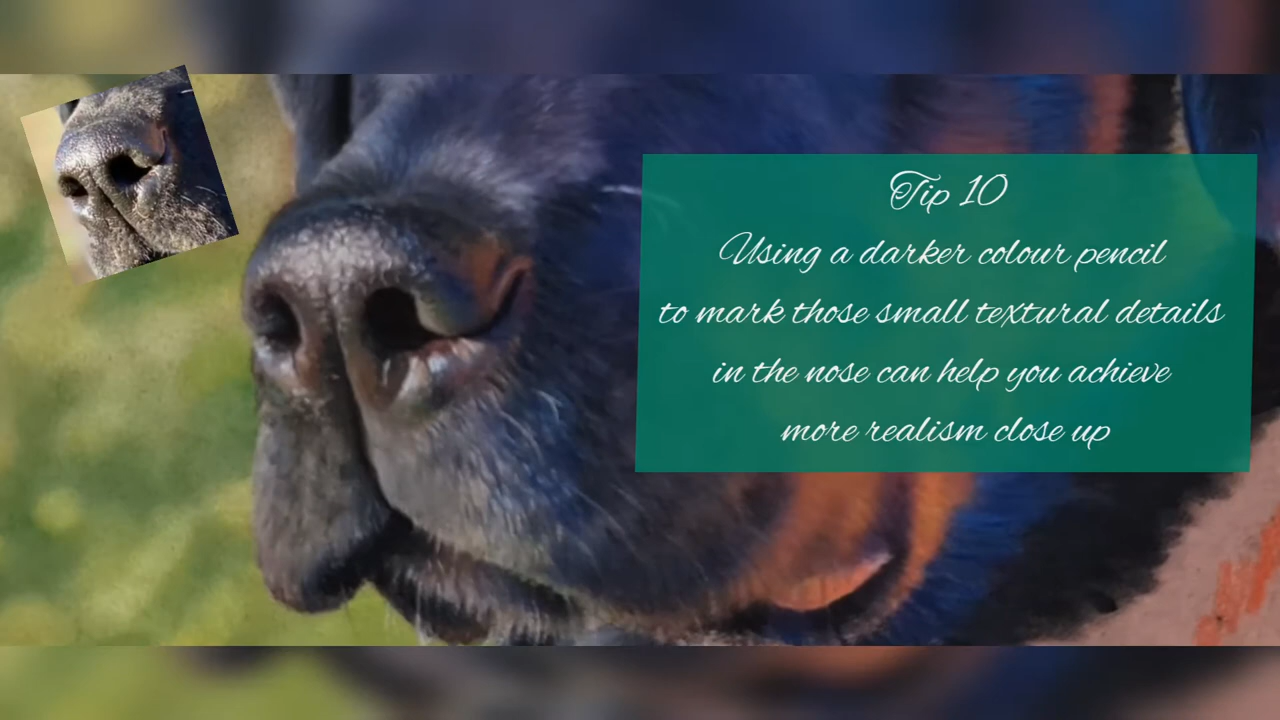 Tip 10
Using a darker colour pencil
to mark those small textural details
in the nose can help you achieve
more realism close up